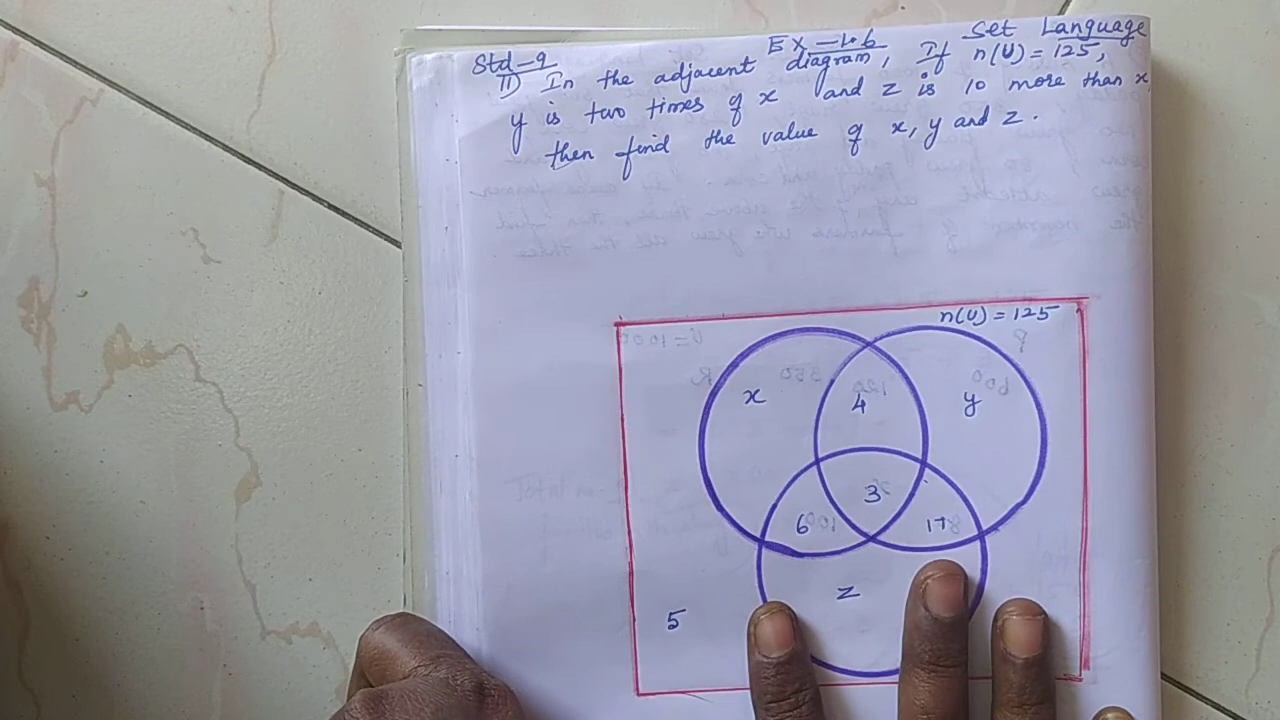 Set Language
Ex-1.6
Std-9
11) In the adjacent diagram, If n(U) = 125,
y is two times of x and z is 10 more than x,
then find the value of x, y and z.
n(U) = 125
x
4
y
3
6
17
z
5